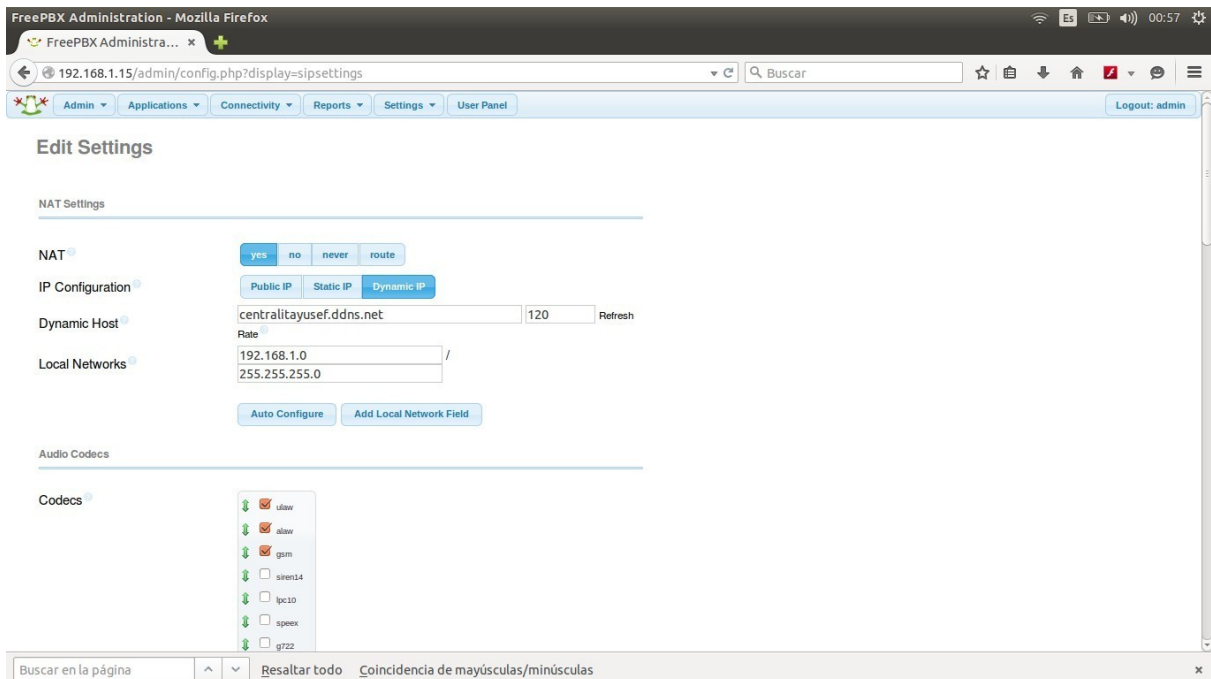 FreePBX Administration - Mozilla Firefox Es 00:57
FreePBX Administra... ×
192.168.1.15/admin/config.php?display=sipsettings Buscar
Admin Applications Connectivity Reports Settings User Panel Logout: admin
Edit Settings
NAT Settings
NAT yes no never route
IP Configuration Public IP Static IP Dynamic IP
Dynamic Host centralitayusef.ddns.net 120 Refresh
Rate
Local Networks 192.168.1.0 /
255.255.255.0
Auto Configure Add Local Network Field
Audio Codecs
Codecs
ulaw
alaw
gsm
siren14
lpc10
speex
g722
Buscar en la página Resaltar todo Coincidencia de mayúsculas/minúsculas ×